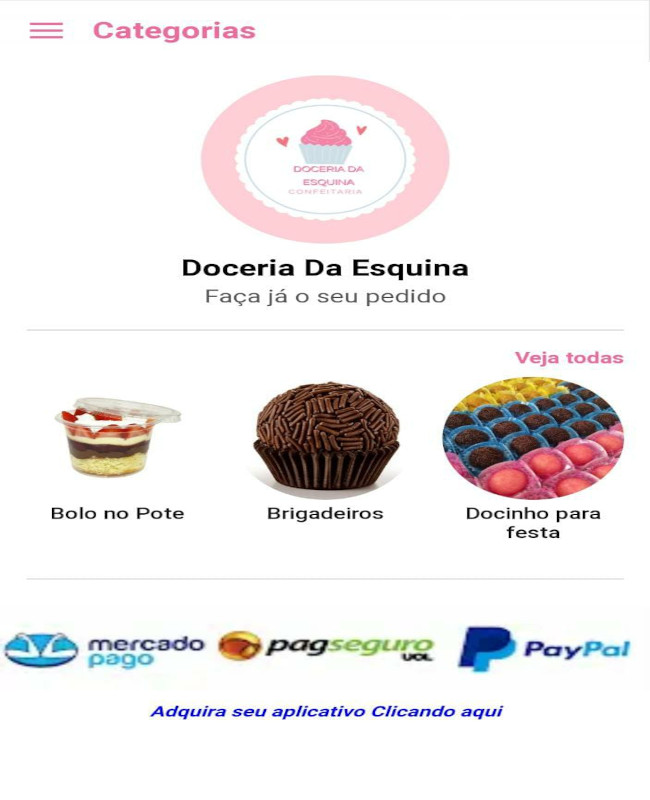 Categorias
DOCERIA DA
ESQUINA
CONFEITARIA
Doceria Da Esquina
Faça já o seu pedido
Veja todas
Bolo no Pote
Brigadeiros
Docinho para
festa
mercado
pago
pagseguro
UOL
PayPal
Adquira seu aplicativo Clicando aqui